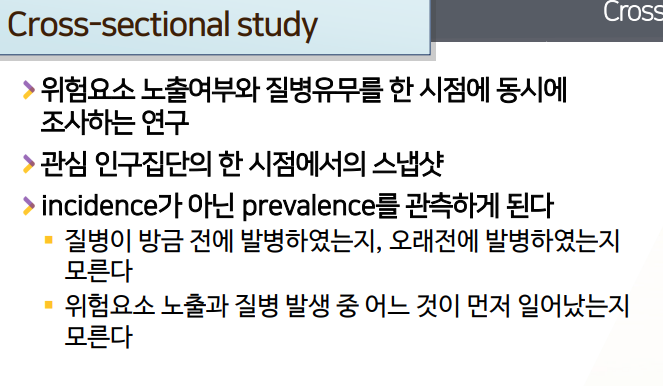 Cross-sectional study
Cross
위험요소 노출여부와 질병유무를 한 시점에 동시에
조사하는 연구
관심 인구집단의 한 시점에서의 스냅샷
incidence가 아닌 prevalence를 관측하게 된다
질병이 방금 전에 발병하였는지, 오래전에 발병하였는지
모른다
위험요소 노출과 질병 발생 중 어느 것이 먼저 일어났는지
모른다